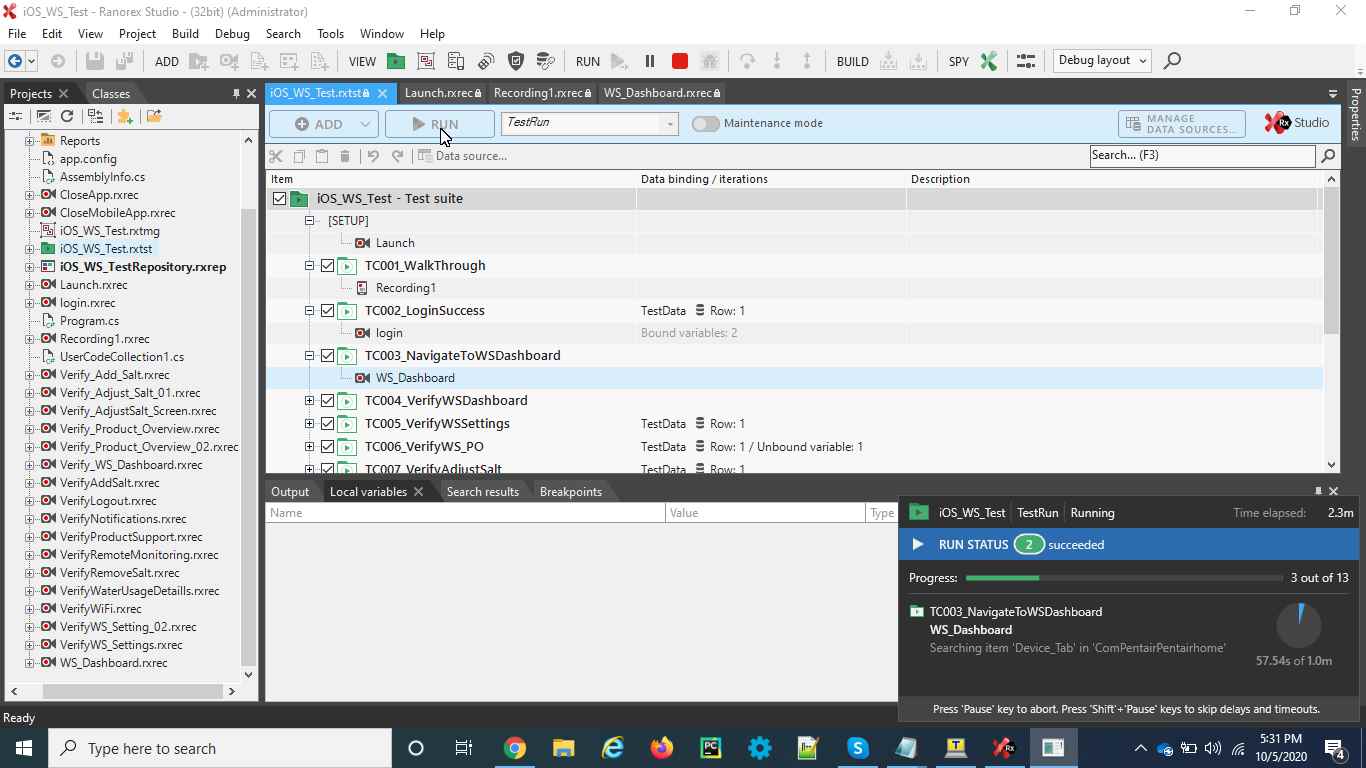 iOS_WS_Test - Ranorex Studio - (32bit) (Administrator)
File Edit View Project Build Debug Search Tools Window Help
ADD VIEW RUN BUILD SPY Debug layout
Projects Classes
iOS_WS_Test.rxtst Launch.rxrec Recording1.rxrec WS_Dashboard.rxrec
Properties
ADD RUN TestRun Maintenance mode MANAGE DATA SOURCES... Rx Studio
Data source... Search... (F3)
Item Data binding / iterations Description
iOS_WS_Test - Test suite
[SETUP]
Launch
TC001_WalkThrough
Recording1
TC002_LoginSuccess TestData Row: 1
login Bound variables: 2
TC003_NavigateToWSDashboard
WS_Dashboard
TC004_VerifyWSDashboard
TC005_VerifyWSSettings TestData Row: 1
TC006_VerifyWS_PO TestData Row: 1 / Unbound variable: 1
TC007_VerifyAdjustSalt TestData Row: 1
Reports
app.config
AssemblyInfo.cs
CloseApp.rxrec
CloseMobileApp.rxrec
iOS_WS_Test.rxtmg
iOS_WS_Test.rxtst
iOS_WS_TestRepository.rxrep
Launch.rxrec
login.rxrec
Program.cs
Recording1.rxrec
UserCodeCollection1.cs
Verify_Add_Salt.rxrec
Verify_Adjust_Salt_01.rxrec
Verify_AdjustSalt_Screen.rxrec
Verify_Product_Overview.rxrec
Verify_Product_Overview_02.rxrec
Verify_WS_Dashboard.rxrec
VerifyAddSalt.rxrec
VerifyLogout.rxrec
VerifyNotifications.rxrec
VerifyProductSupport.rxrec
VerifyRemoteMonitoring.rxrec
VerifyRemoveSalt.rxrec
VerifyWaterUsageDetaills.rxrec
VerifyWiFi.rxrec
VerifyWS_Setting_02.rxrec
VerifyWS_Settings.rxrec
WS_Dashboard.rxrec
Output Local variables Search results Breakpoints
Name Value Type
iOS_WS_Test TestRun Running Time elapsed: 2.3m
RUN STATUS 2 succeeded
Progress: 3 out of 13
TC003_NavigateToWSDashboard
WS_Dashboard
Searching item 'Device_Tab' in 'ComPentairPentairhome'
57.54s of 1.0m
Press 'Pause' key to abort. Press 'Shift'+'Pause' keys to skip delays and timeouts.
Ready
Type here to search
PC
S
T
Rx
5:31 PM
10/5/2020
4